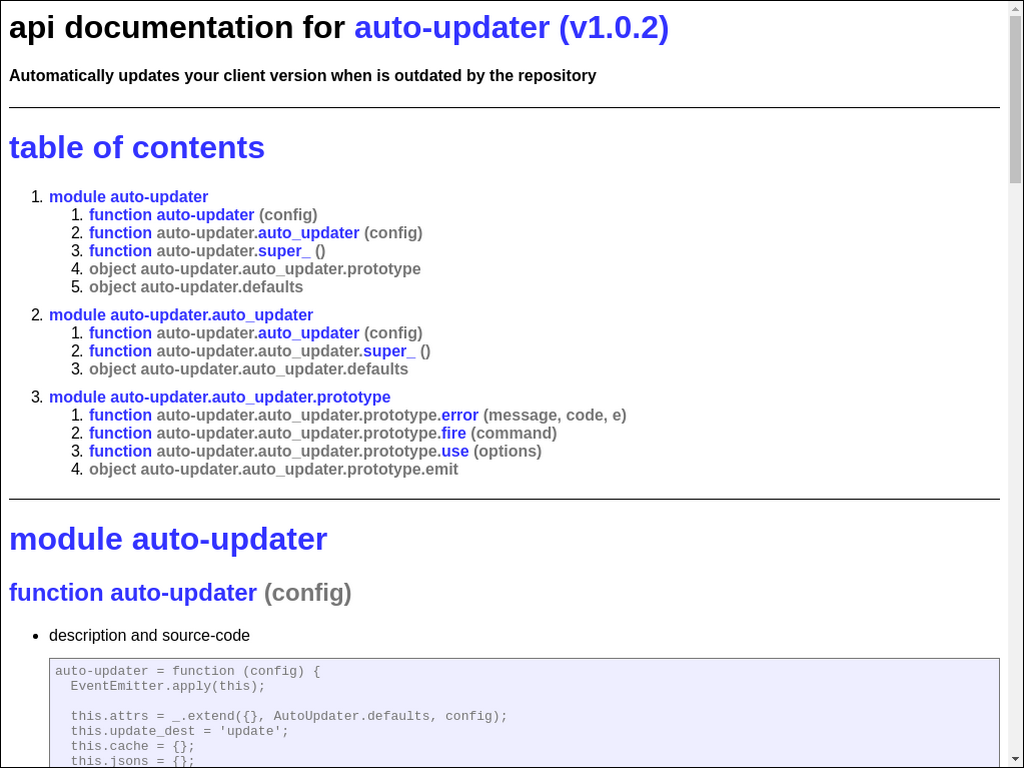 api documentation for auto-updater (v1.0.2)
Automatically updates your client version when is outdated by the repository
table of contents
1. module auto-updater
1. function auto-updater (config)
2. function auto-updater.auto_updater (config)
3. function auto-updater.super_ ()
4. object auto-updater.auto_updater.prototype
5. object auto-updater.defaults
2. module auto-updater.auto_updater
1. function auto-updater.auto_updater (config)
2. function auto-updater.auto_updater.super_ ()
3. object auto-updater.auto_updater.defaults
3. module auto-updater.auto_updater.prototype
1. function auto-updater.auto_updater.prototype.error (message, code, e)
2. function auto-updater.auto_updater.prototype.fire (command)
3. function auto-updater.auto_updater.prototype.use (options)
4. object auto-updater.auto_updater.prototype.emit
module auto-updater
function auto-updater (config)
• description and source-code
auto-updater = function (config) {
  EventEmitter.apply(this);
  this.attrs = _.extend({}, AutoUpdater.defaults, config);
  this.update_dest = 'update';
  this.cache = {};
  this.jsons = {};